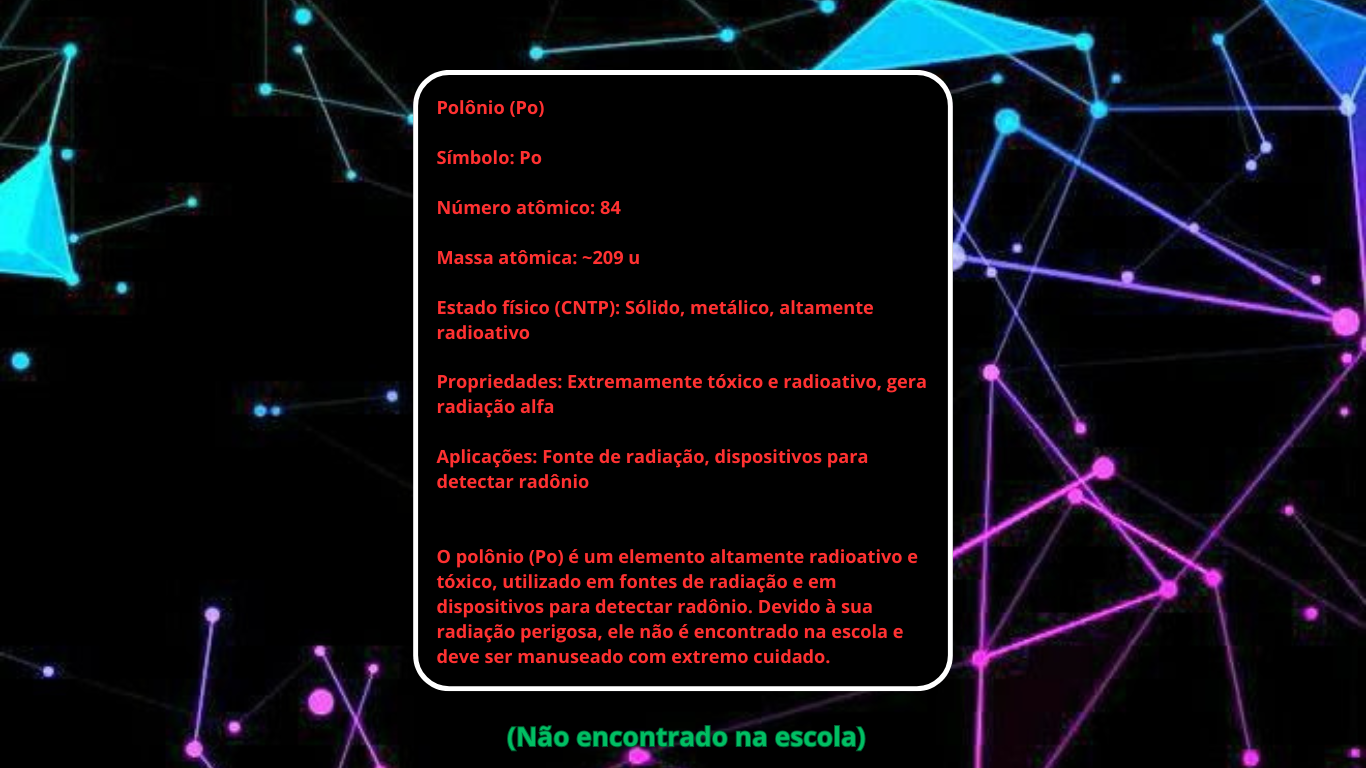 Polônio (Po)
Símbolo: Po
Número atômico: 84
Massa atômica: ~209 u
Estado físico (CNTP): Sólido, metálico, altamente
radioativo
Propriedades: Extremamente tóxico e radioativo, gera
radiação alfa
Aplicações: Fonte de radiação, dispositivos para
detectar radônio
O polônio (Po) é um elemento altamente radioativo e
tóxico, utilizado em fontes de radiação e em
dispositivos para detectar radônio. Devido à sua
radiação perigosa, ele não é encontrado na escola e
deve ser manuseado com extremo cuidado.
(Não encontrado na escola)